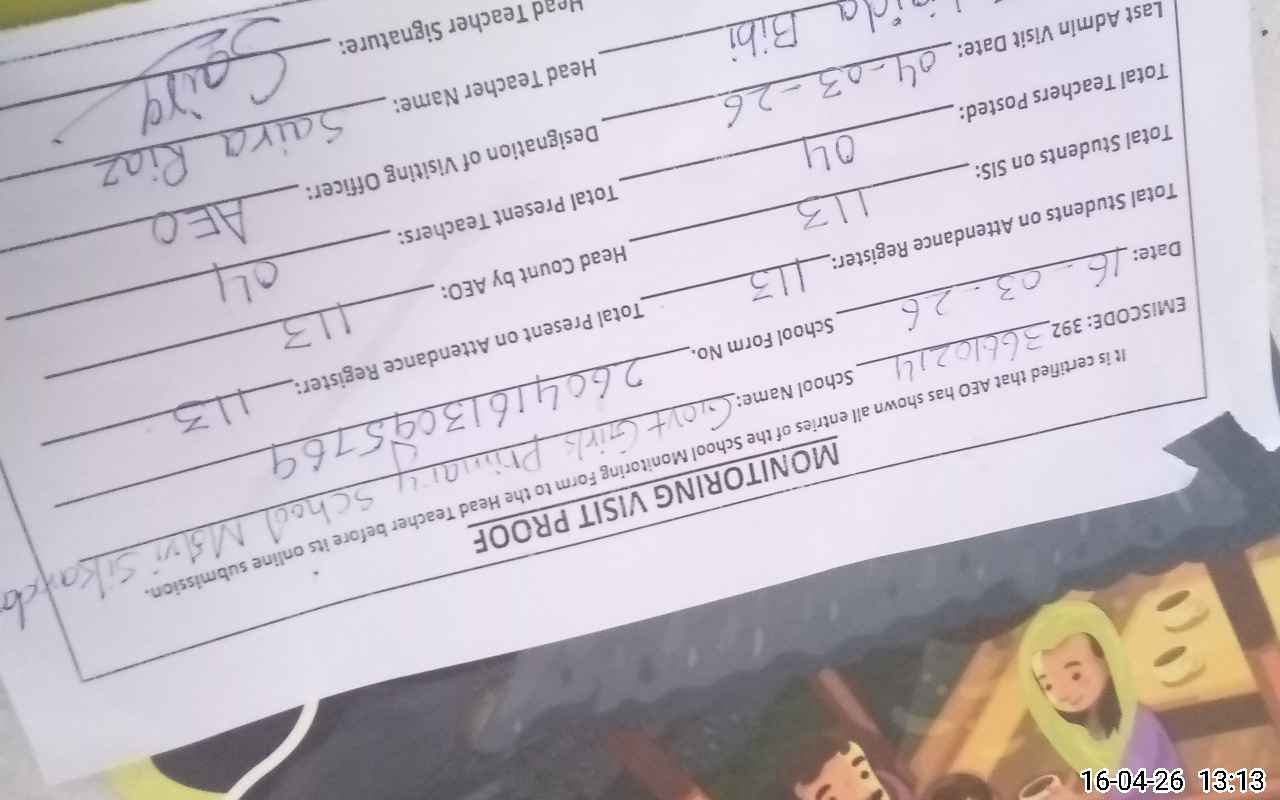 MONITORING VISIT PROOF
It is certified that AEO has shown all entries of the School Monitoring Form to the Head Teacher before its online submission.
EMISCODE: 392 36610214 School Name: Govt Girls Primary School
Date: 16-03-26 School Form No. 260416130945769
Total Students on Attendance Register: 113 Total Present on Attendance Register: 113
Total Students on SIS: 113 Head Count by AEO: 113
Total Teachers Posted: 04 Total Present Teachers: 04
Last Admin Visit Date: 04-03-26 Designation of Visiting Officer: AEO
Bibi Head Teacher Name: Saira Riaz
Head Teacher Signature: Saira
16-04-26 13:13